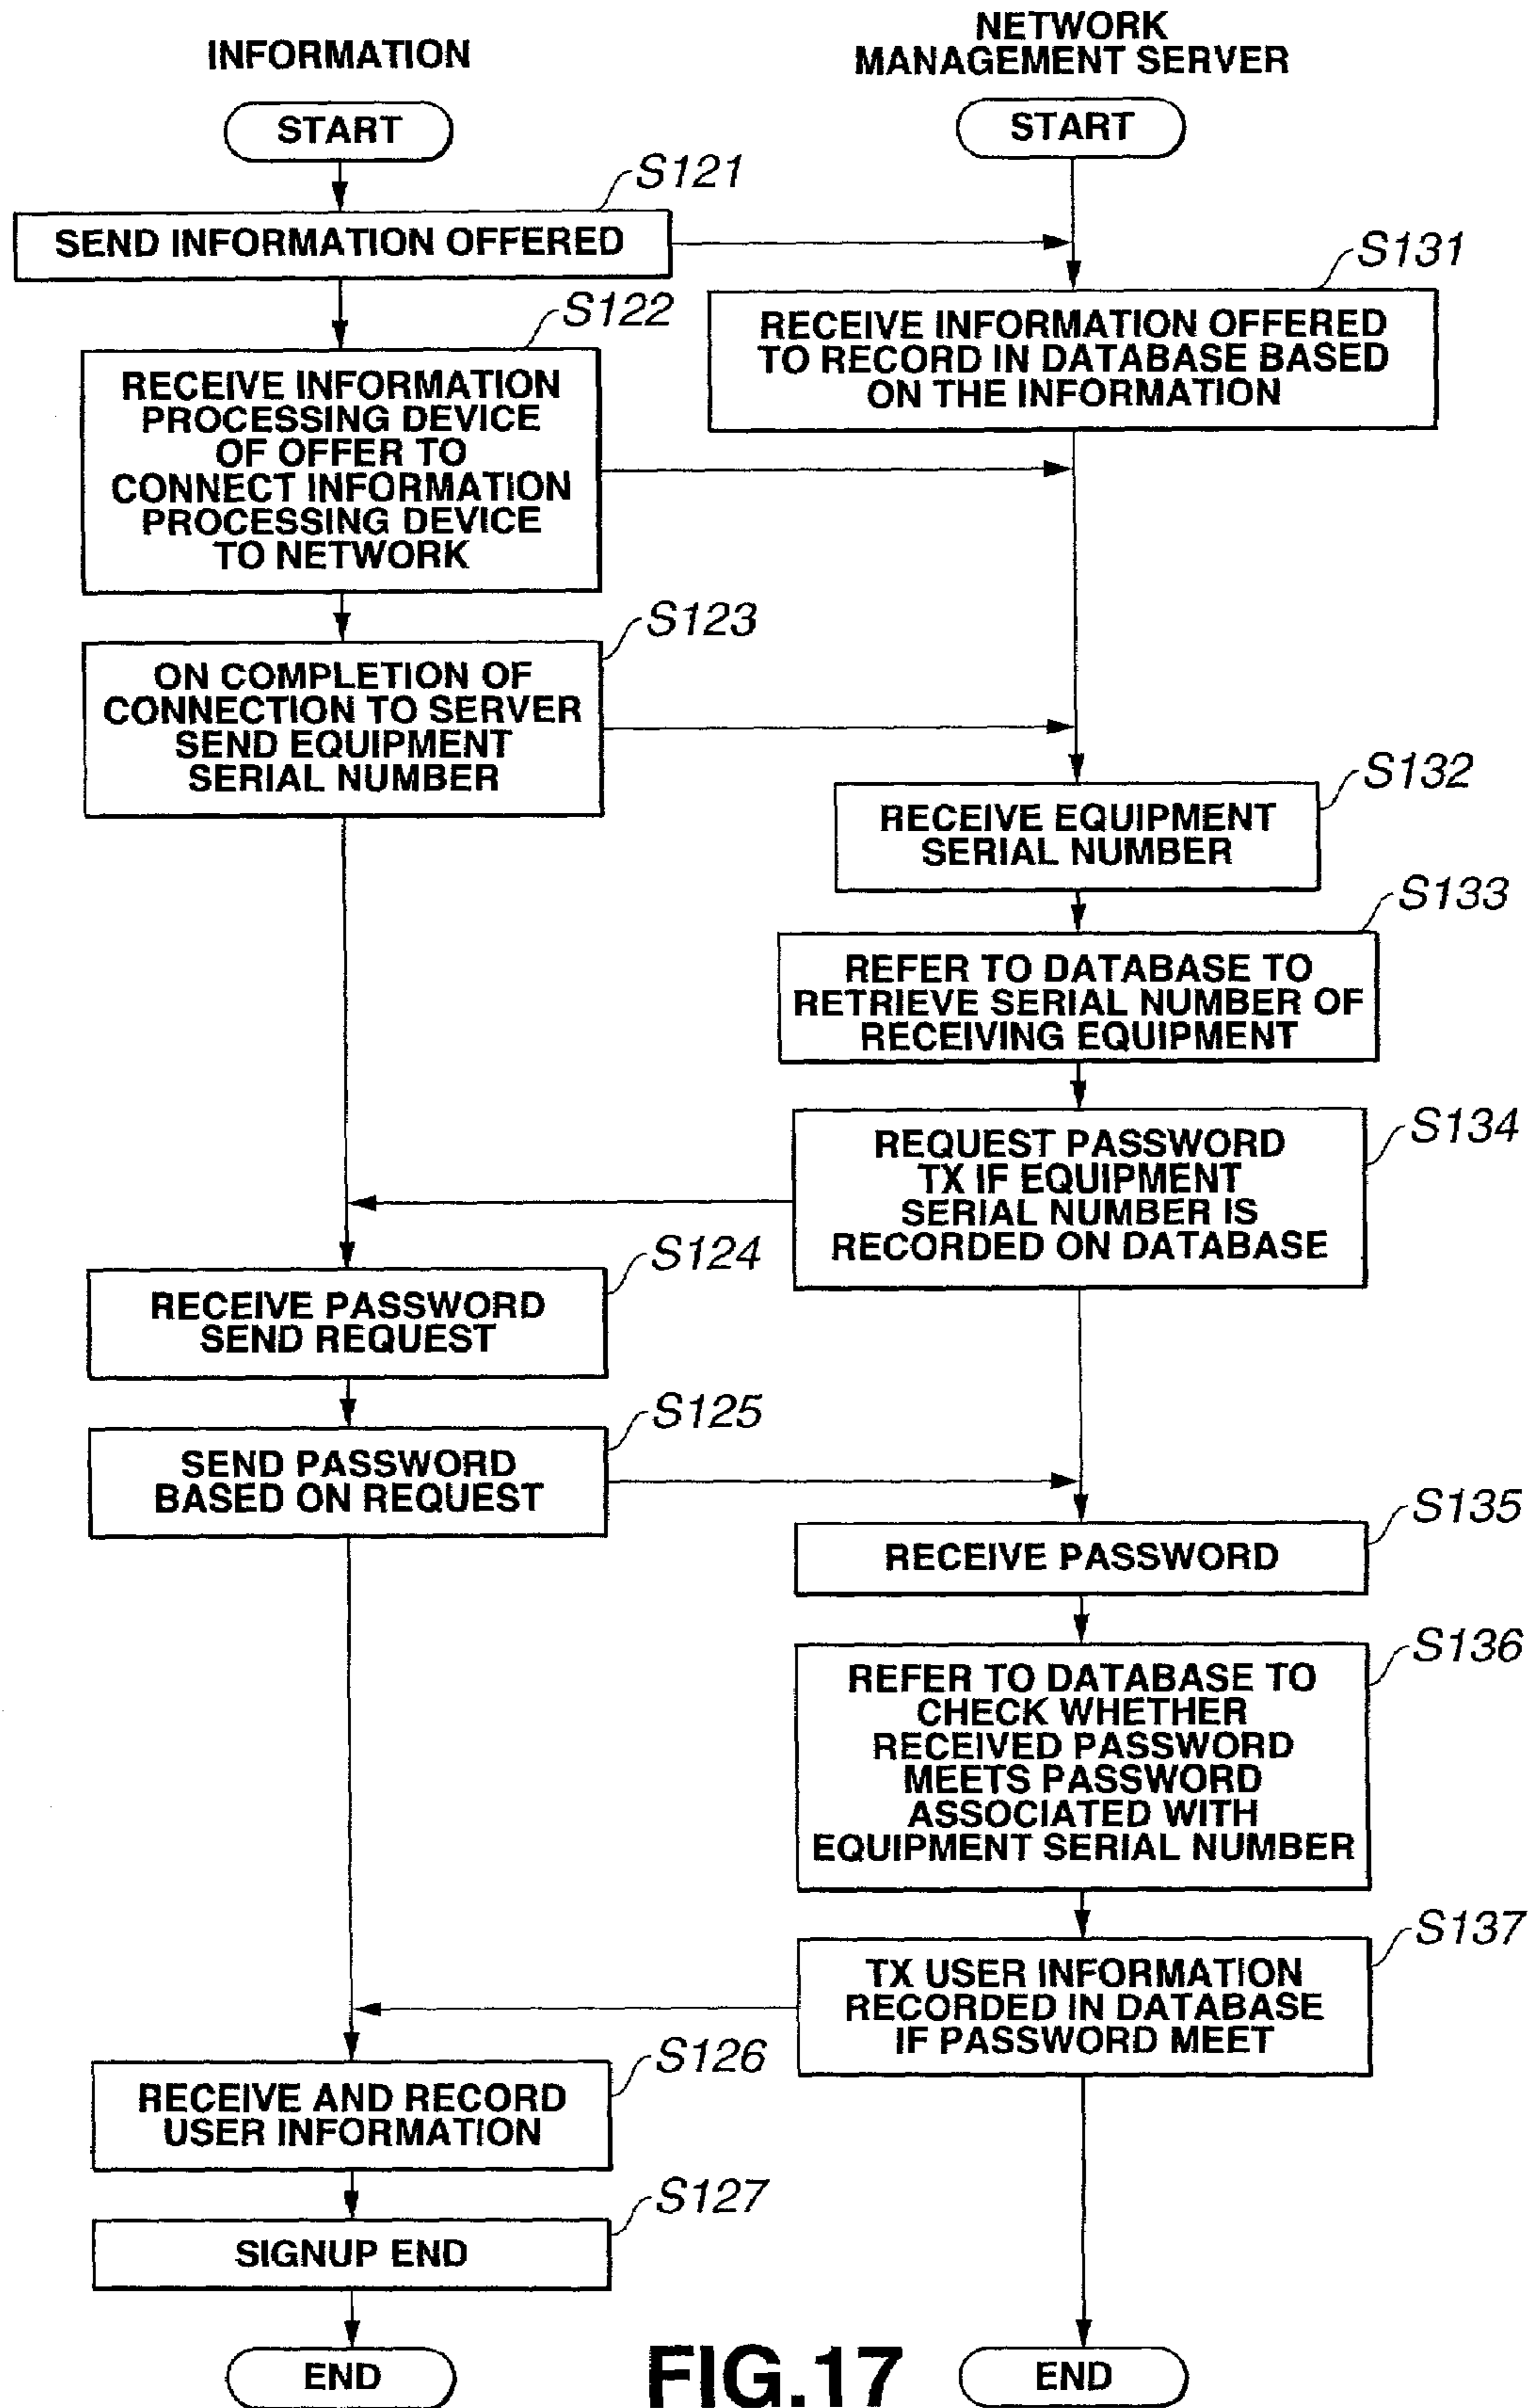 INFORMATION
NETWORK
MANAGEMENT SERVER
START
START
S121
SEND INFORMATION OFFERED
S131
RECEIVE INFORMATION OFFERED
TO RECORD IN DATABASE BASED
ON THE INFORMATION
S122
RECEIVE INFORMATION
PROCESSING DEVICE
OF OFFER TO
CONNECT INFORMATION
PROCESSING DEVICE
TO NETWORK
S123
ON COMPLETION OF
CONNECTION TO SERVER
SEND EQUIPMENT
SERIAL NUMBER
S132
RECEIVE EQUIPMENT
SERIAL NUMBER
S133
REFER TO DATABASE TO
RETRIEVE SERIAL NUMBER OF
RECEIVING EQUIPMENT
S134
REQUEST PASSWORD
TX IF EQUIPMENT
SERIAL NUMBER IS
RECORDED ON DATABASE
S124
RECEIVE PASSWORD
SEND REQUEST
S125
SEND PASSWORD
BASED ON REQUEST
S135
RECEIVE PASSWORD
S136
REFER TO DATABASE TO
CHECK WHETHER
RECEIVED PASSWORD
MEETS PASSWORD
ASSOCIATED WITH
EQUIPMENT SERIAL NUMBER
S137
TX USER INFORMATION
RECORDED IN DATABASE
IF PASSWORD MEET
S126
RECEIVE AND RECORD
USER INFORMATION
S127
SIGNUP END
END
END
FIG.17